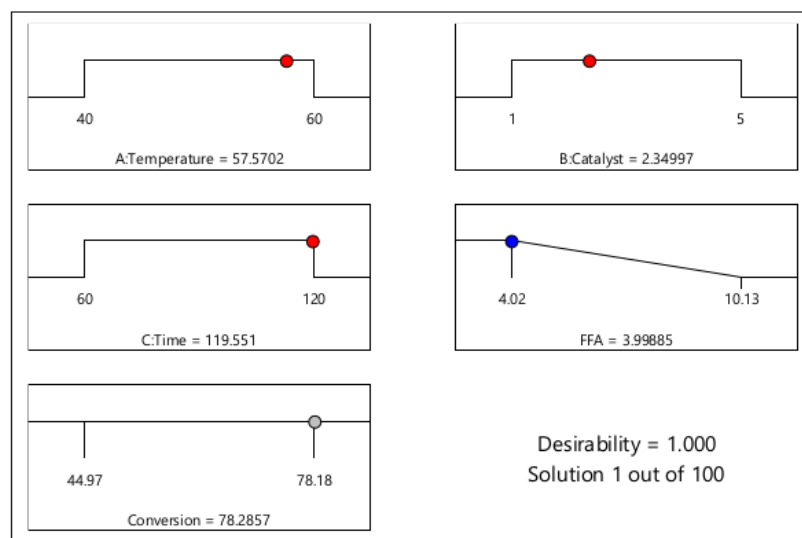 40 60
A:Temperature = 57.5702
1 5
B:Catalyst = 2.34997
60 120
C:Time = 119.551
4.02 10.13
FFA = 3.99885
44.97 78.18
Conversion = 78.2857
Desirability = 1.000
Solution 1 out of 100